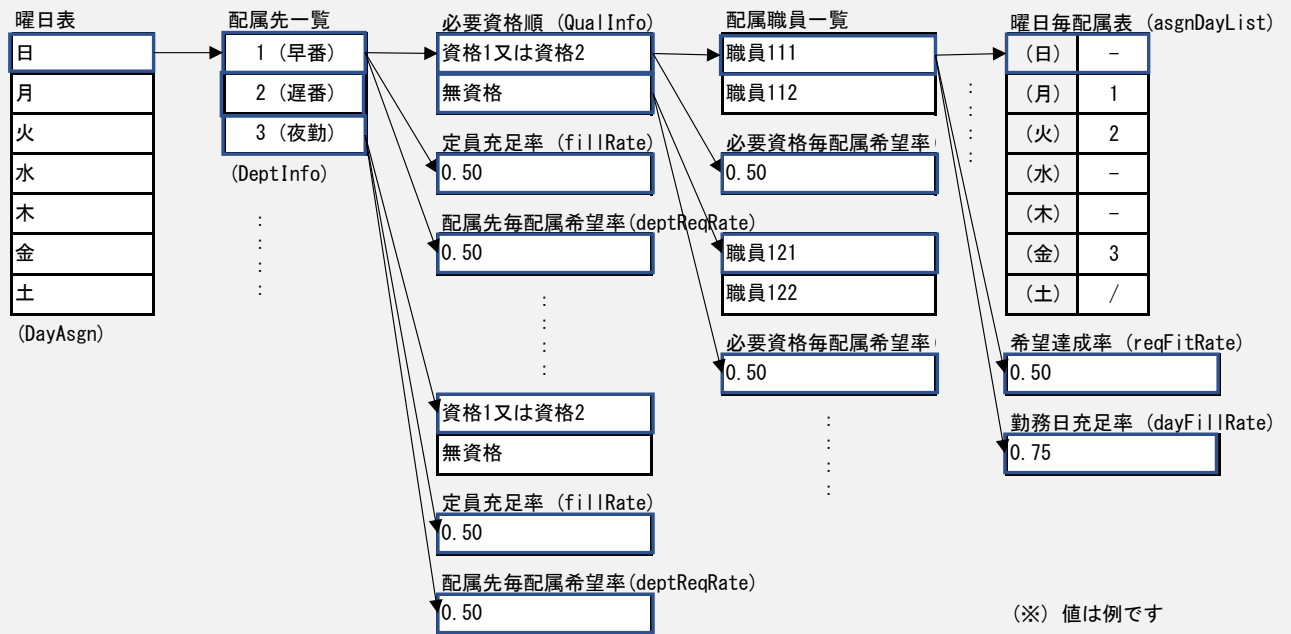 曜日表
日
月
火
水
木
金
土
(DayAsgn)
配属先一覧
1 (早番)
2 (遅番)
3 (夜勤)
(DeptInfo)
必要資格順 (QualInfo)
資格1又は資格2
無資格
定員充足率 (fillRate)
0.50
配属先毎配属希望率(deptReqRate)
0.50
資格1又は資格2
無資格
定員充足率 (fillRate)
0.50
配属先毎配属希望率(deptReqRate)
0.50
配属職員一覧
職員111
職員112
必要資格毎配属希望率
0.50
職員121
職員122
必要資格毎配属希望率
0.50
曜日毎配属表 (asgnDayList)
(日) −
(月) 1
(火) 2
(水) −
(木) −
(金) 3
(土) /
希望達成率 (reqFitRate)
0.50
勤務日充足率 (dayFillRate)
0.75
(※) 値は例です